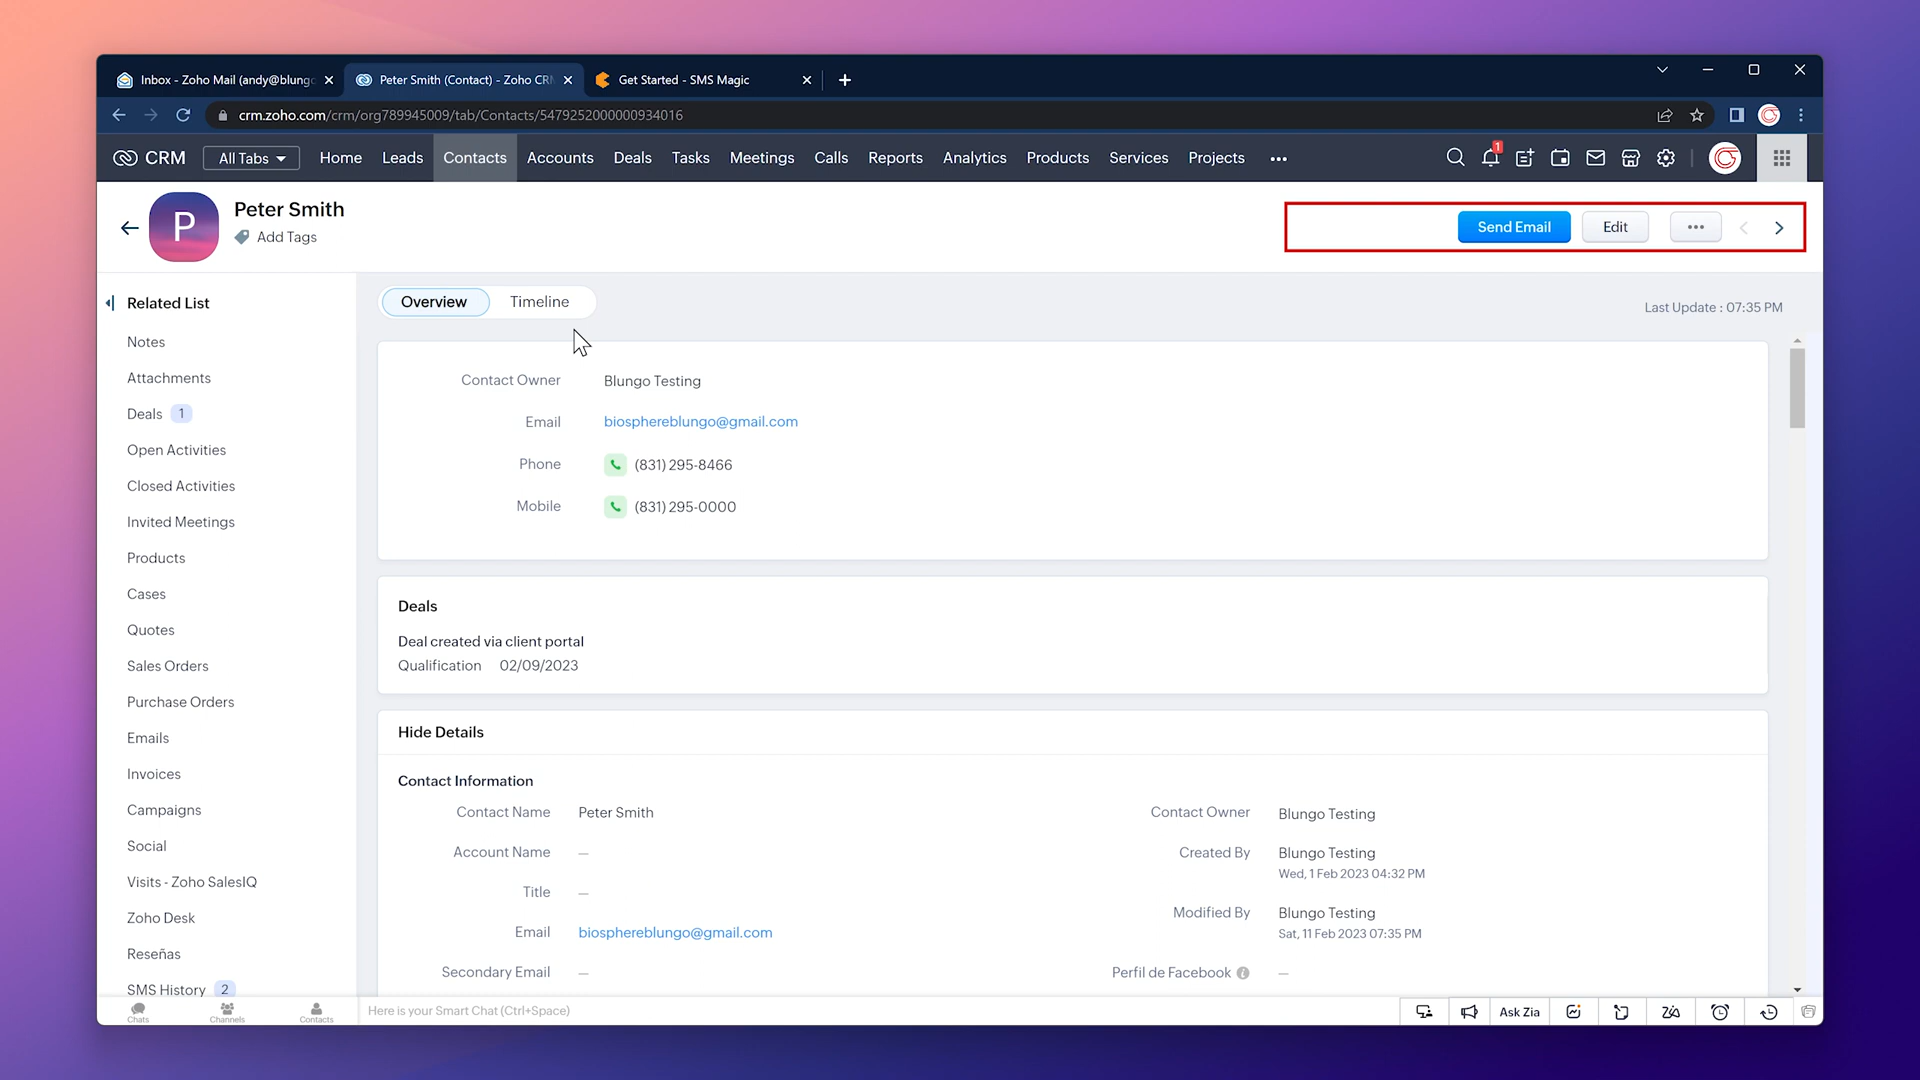 Inbox - Zoho Mail (andy@blungo
Peter Smith (Contact) - Zoho CR
Get Started - SMS Magic
crm.zoho.com/crm/org789945009/tab/Contacts/5479252000000934016
CRM
All Tabs
Home
Leads
Contacts
Accounts
Deals
Tasks
Meetings
Calls
Reports
Analytics
Products
Services
Projects
1
P
Peter Smith
Add Tags
Send Email
Edit
Related List
Notes
Attachments
Deals 1
Open Activities
Closed Activities
Invited Meetings
Products
Cases
Quotes
Sales Orders
Purchase Orders
Emails
Invoices
Campaigns
Social
Visits - Zoho SalesIQ
Zoho Desk
Reseñas
SMS History 2
Overview
Timeline
Last Update : 07:35 PM
Contact Owner Blungo Testing
Email biosphereblungo@gmail.com
Phone (831) 295-8466
Mobile (831) 295-0000
Deals
Deal created via client portal
Qualification 02/09/2023
Hide Details
Contact Information
Contact Name Peter Smith
Account Name —
Title —
Email biosphereblungo@gmail.com
Secondary Email —
Contact Owner Blungo Testing
Created By Blungo Testing
Wed, 1 Feb 2023 04:32 PM
Modified By Blungo Testing
Sat, 11 Feb 2023 07:35 PM
Perfil de Facebook —
Chats
Channels
Contacts
Here is your Smart Chat (Ctrl+Space)
Ask Zia